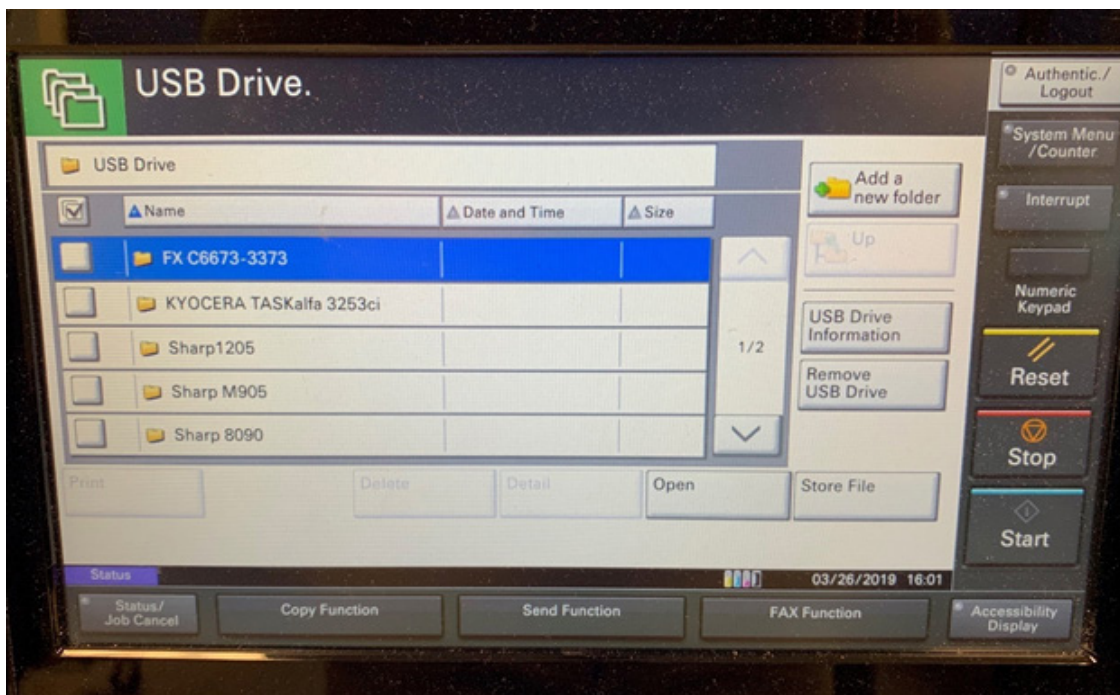 USB Drive.
Authentic./
Logout
System Menu
/Counter
Interrupt
Numeric
Keypad
Reset
Stop
Start
USB Drive
Name
Date and Time
Size
FX C6673-3373
KYOCERA TASKalfa 3253ci
Sharp1205
Sharp M905
Sharp 8090
1/2
Add a
new folder
Up
USB Drive
Information
Remove
USB Drive
Print
Delete
Detail
Open
Store File
Status
03/26/2019 16:01
Status/
Job Cancel
Copy Function
Send Function
FAX Function
Accessibility
Display